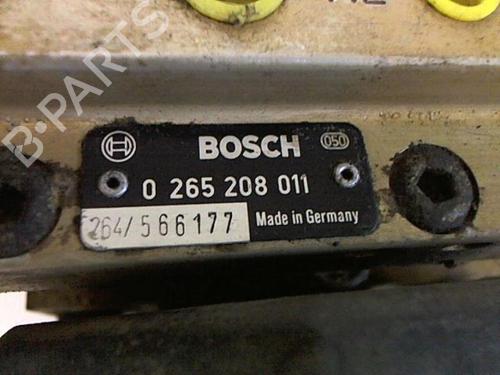 B-PARTS
BOSCH
050
0 265 208 011
264/566177
Made in Germany